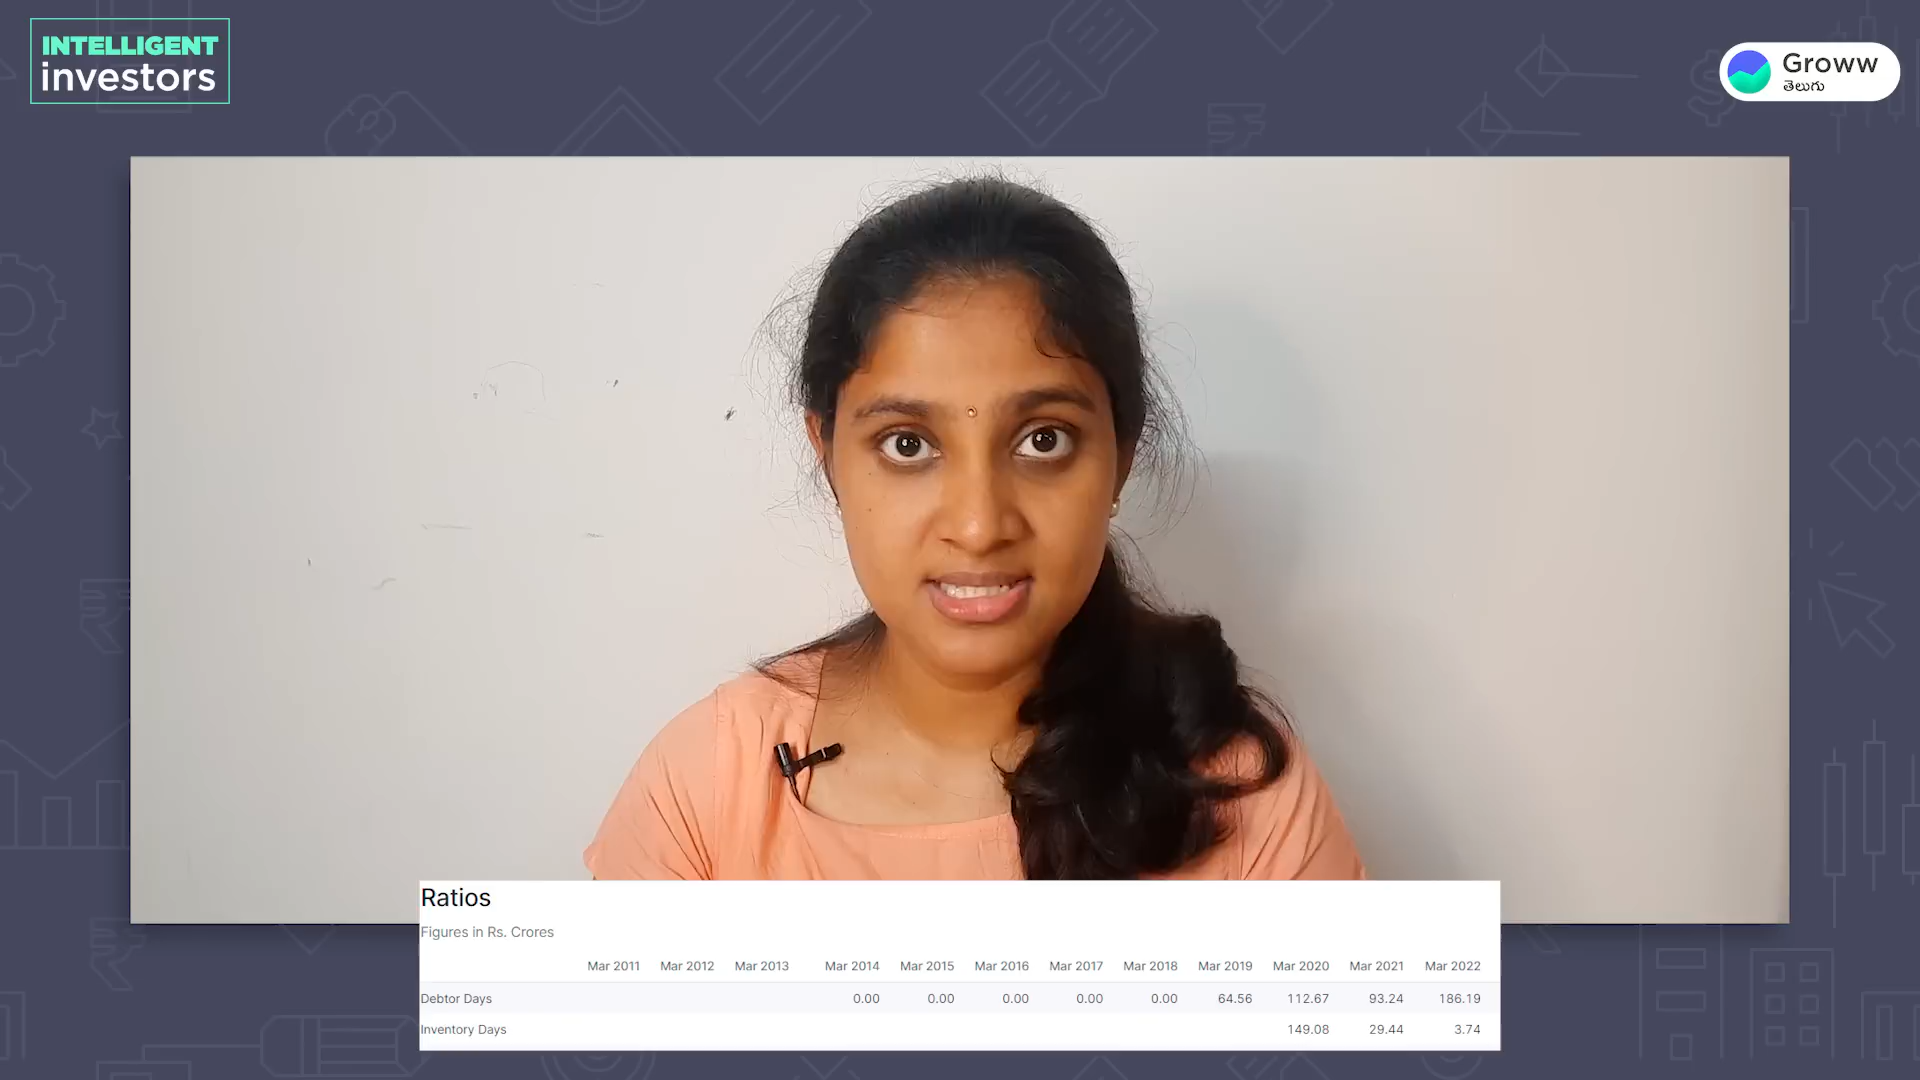 INTELLIGENT
investors
Groww
తెలుగు
Ratios
Figures in Rs. Crores
Mar 2011 Mar 2012 Mar 2013 Mar 2014 Mar 2015 Mar 2016 Mar 2017 Mar 2018 Mar 2019 Mar 2020 Mar 2021 Mar 2022
Debtor Days 0.00 0.00 0.00 0.00 0.00 64.56 112.67 93.24 186.19
Inventory Days 149.08 29.44 3.74